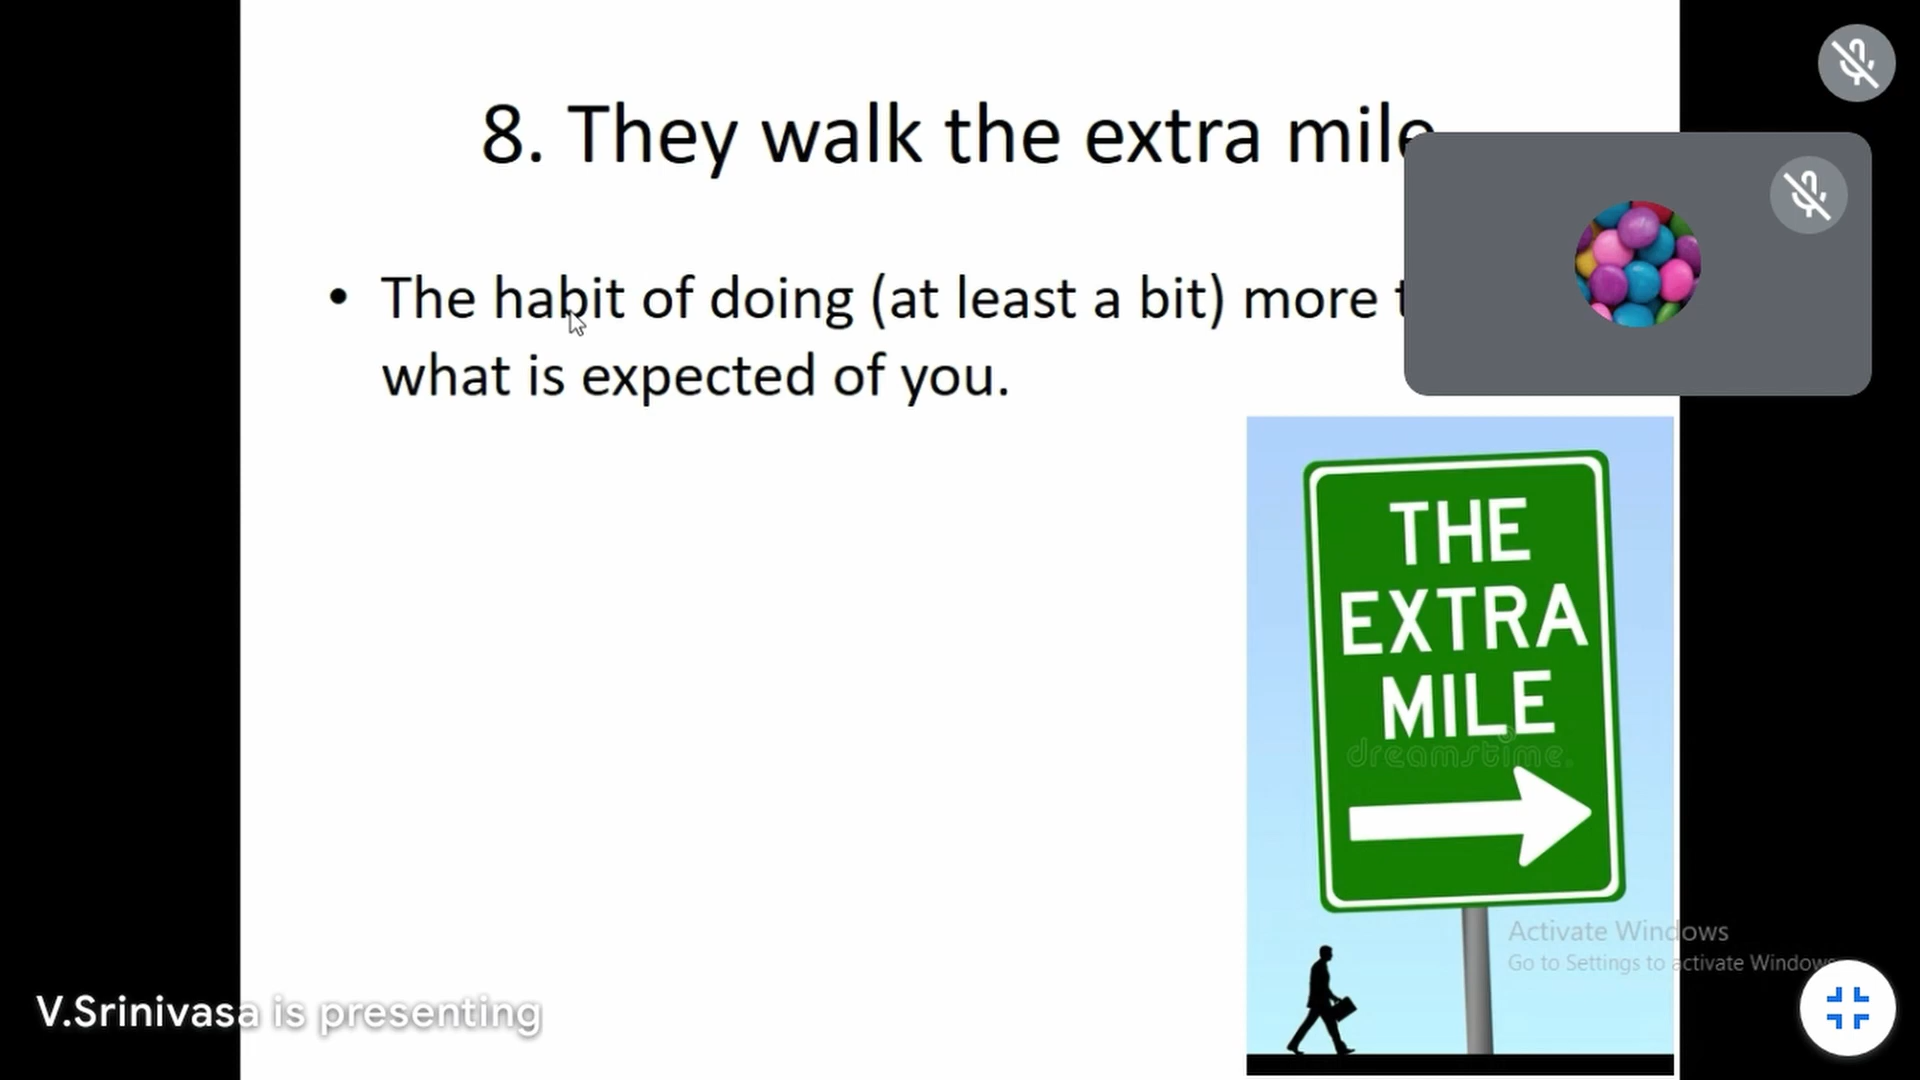 8. They walk the extra mile
• The habit of doing (at least a bit) more
what is expected of you.
THE
EXTRA
MILE
dreamstime.
Activate Windows
Go to Settings to activate Windows
V.Srinivasa is presenting